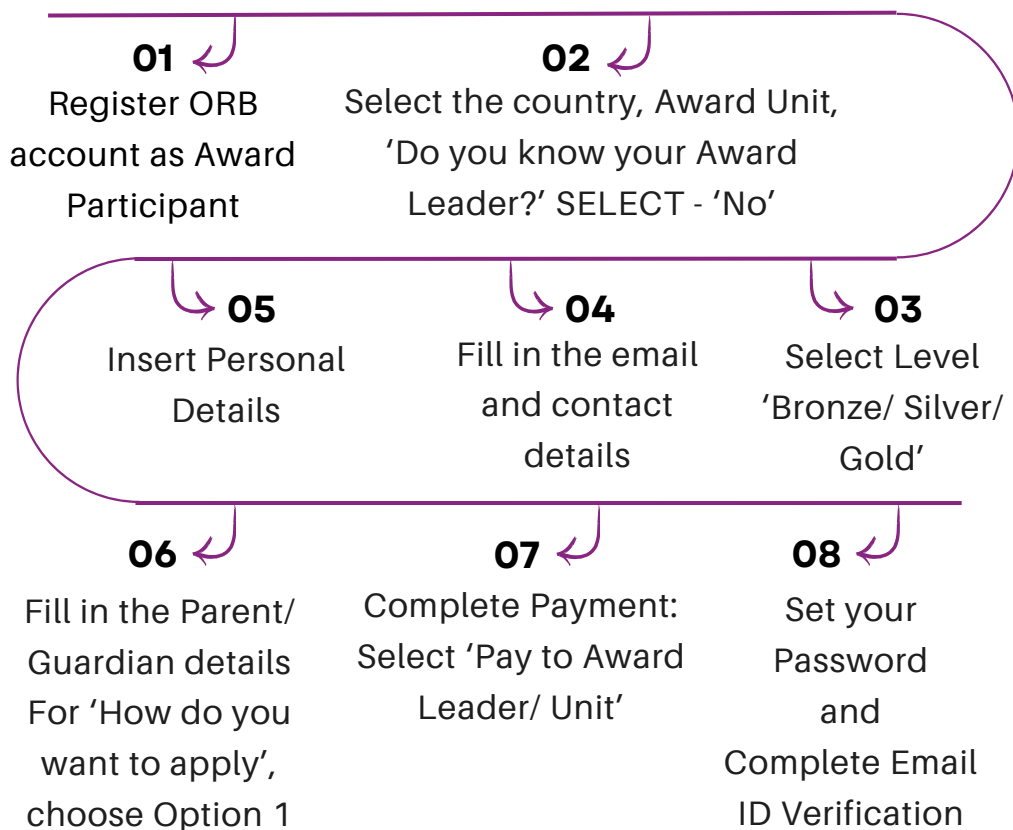 01
Register ORB
account as Award
Participant
02
Select the country, Award Unit,
‘Do you know your Award
Leader?’ SELECT - ‘No’
03
Select Level
‘Bronze/ Silver/
Gold’
04
Fill in the email
and contact
details
05
Insert Personal
Details
06
Fill in the Parent/
Guardian details
For ‘How do you
want to apply’,
choose Option 1
07
Complete Payment:
Select ‘Pay to Award
Leader/ Unit’
08
Set your
Password
and
Complete Email
ID Verification